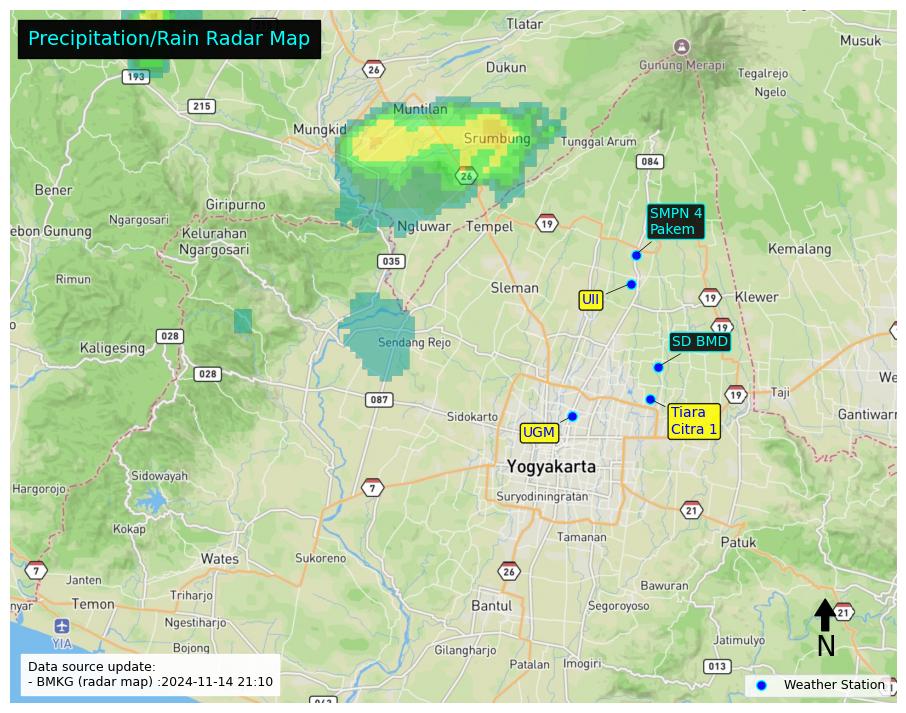 Precipitation/Rain Radar Map
Tlatar
Musuk
193
26
Dukun
Gunung Merapi
Tegalrejo
Ngelo
215
Muntilan
Mungkid
Srumbung
Tunggal Arum
084
26
Bener
Giripurno
SMPN 4
Pakem
Ngargosari
ebon Gunung
Kelurahan
Ngargosari
Ngluwar
Tempel
19
Kemalang
035
Rimun
Sleman
UII
19
Klewer
19
028
Kaligesing
Sendang Rejo
SD BMD
028
We
087
Taji
19
Sidokarto
Tiara
Citra 1
Gantiwarn
UGM
Yogyakarta
Sidowayah
Hargorojo
7
Suryodiningratan
21
Kokap
Tamanan
Patuk
Wates
Sukoreno
7
26
Janten
Bawuran
nyar
Temon
Triharjo
Bantul
Segoroyoso
21
Ngestiharjo
YIA
N
Bojong
Gilangharjo
Jatimulyo
Patalan
Imogiri
013
Data source update:
- BMKG (radar map) :2024-11-14 21:10
Weather Station